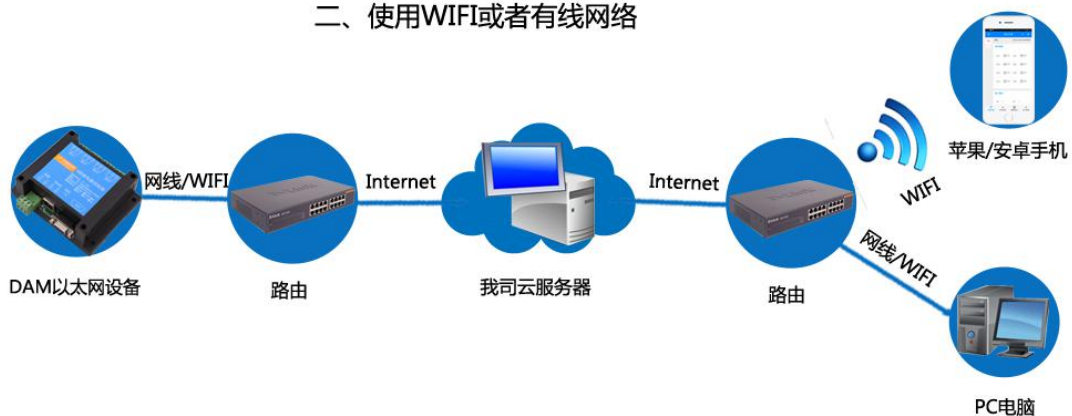 二、使用WIFI或者有线网络
网线/WIFI
Internet
Internet
WIFI
网线/WIFI
DAM以太网设备
路由
我司云服务器
路由
苹果/安卓手机
PC电脑